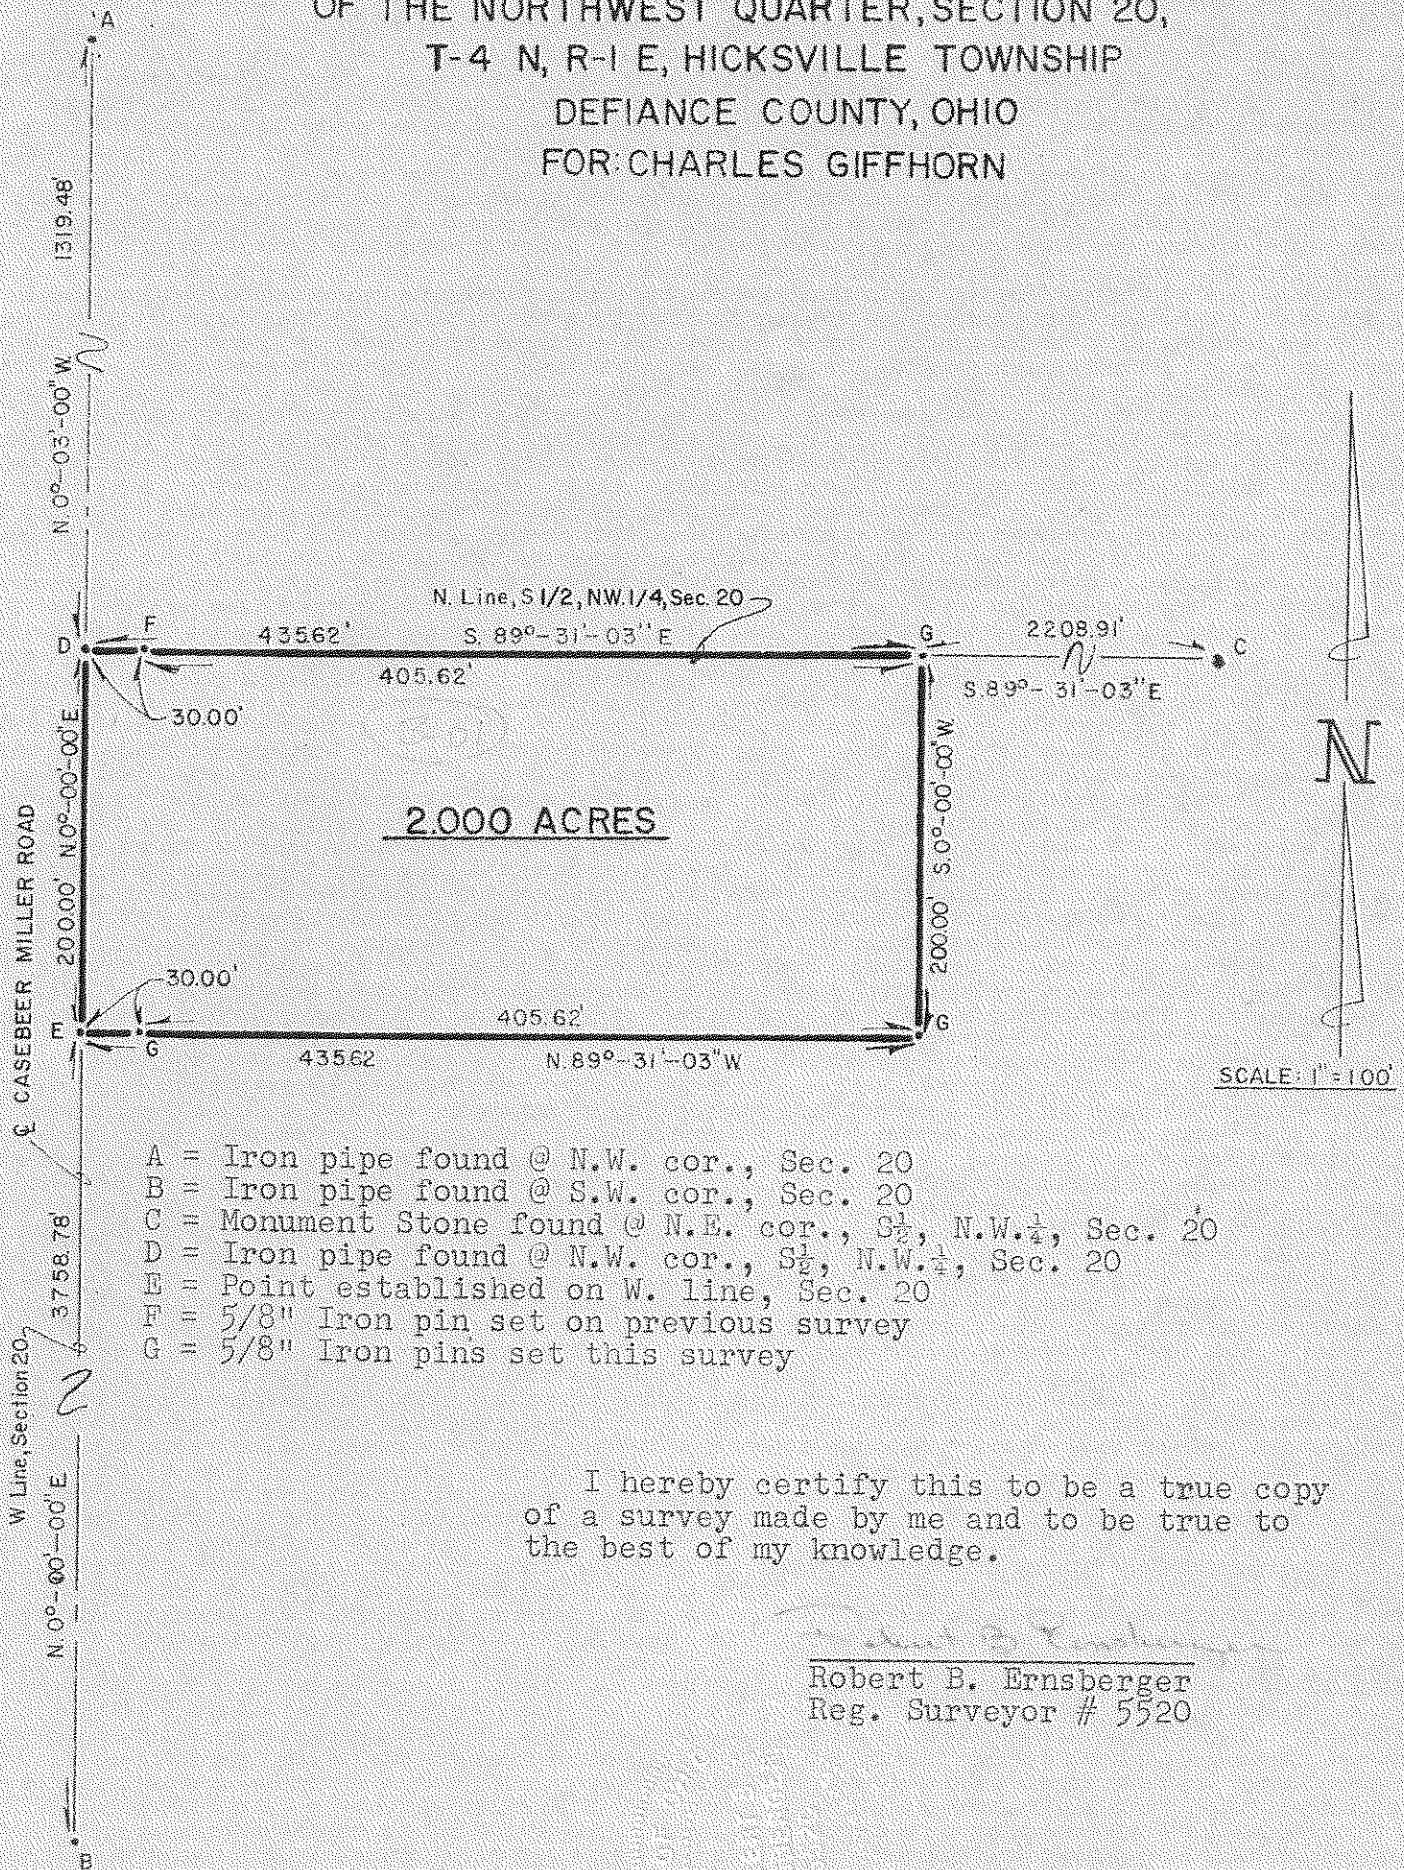 OF THE NORTHWEST QUARTER, SECTION 20,
T-4 N, R-1 E, HICKSVILLE TOWNSHIP
DEFIANCE COUNTY, OHIO
FOR: CHARLES GIFFHORN
A
1319.48'
N. 0°-03'-00" W.
N. Line, S 1/2, NW. 1/4, Sec. 20
D
F
435.62'
S. 89°-31'-03" E
G
2208.91'
C
405.62'
S. 89°-31'-03" E
30.00'
N
200.00' N. 0°-00'-00" E
2.000 ACRES
200.00' S 0°-00'-00" W
℄ CASEBEER MILLER ROAD
30.00'
E
G
405.62'
G
435.62
N. 89°-31'-03" W
SCALE: 1" = 100'
A = Iron pipe found @ N.W. cor., Sec. 20
B = Iron pipe found @ S.W. cor., Sec. 20
C = Monument Stone found @ N.E. cor., S½, N.W.¼, Sec. 20
D = Iron pipe found @ N.W. cor., S½, N.W.¼, Sec. 20
E = Point established on W. line, Sec. 20
F = 5/8" Iron pin set on previous survey
G = 5/8" Iron pins set this survey
3758.78'
W Line, Section 20
N. 0°-00'-00" E
I hereby certify this to be a true copy
of a survey made by me and to be true to
the best of my knowledge.
Robert B. Ernsberger
Reg. Surveyor # 5520
B